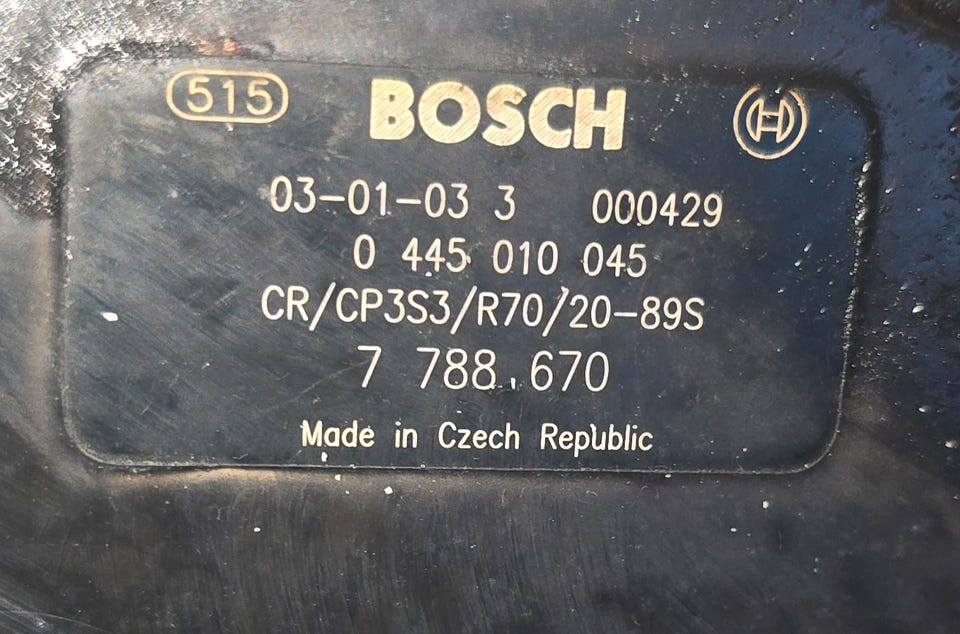 515 BOSCH
03-01-03 3 000429
0 445 010 045
CR/CP3S3/R70/20-89S
7 788.670
Made in Czech Republic